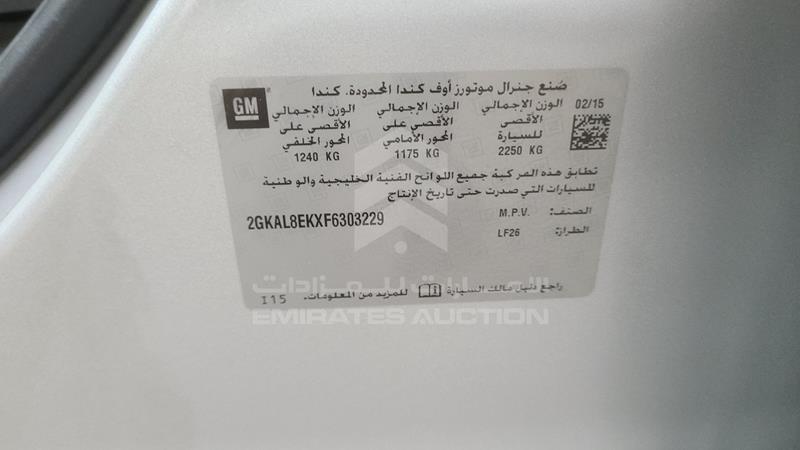 صُنع جنرال موتورز أوف كندا المحدودة. كندا
GM
02/15
الوزن الإجمالي الأقصى للسيارة
2250 KG
الوزن الإجمالي الأقصى على المحور الأمامي
1175 KG
الوزن الإجمالي الأقصى على المحور الخلفي
1240 KG
تطابق هذه المركبة جميع اللوائح الفنية الخليجية والوطنية
للسيارات التي صدرت حتى تاريخ الإنتاج
2GKAL8EKXF6303229
الصنف: M.P.V.
الطراز: LF26
الإمارات للمزادات
راجع دليل مالك السيارة للمزيد من المعلومات.
I15
EMIRATES AUCTION